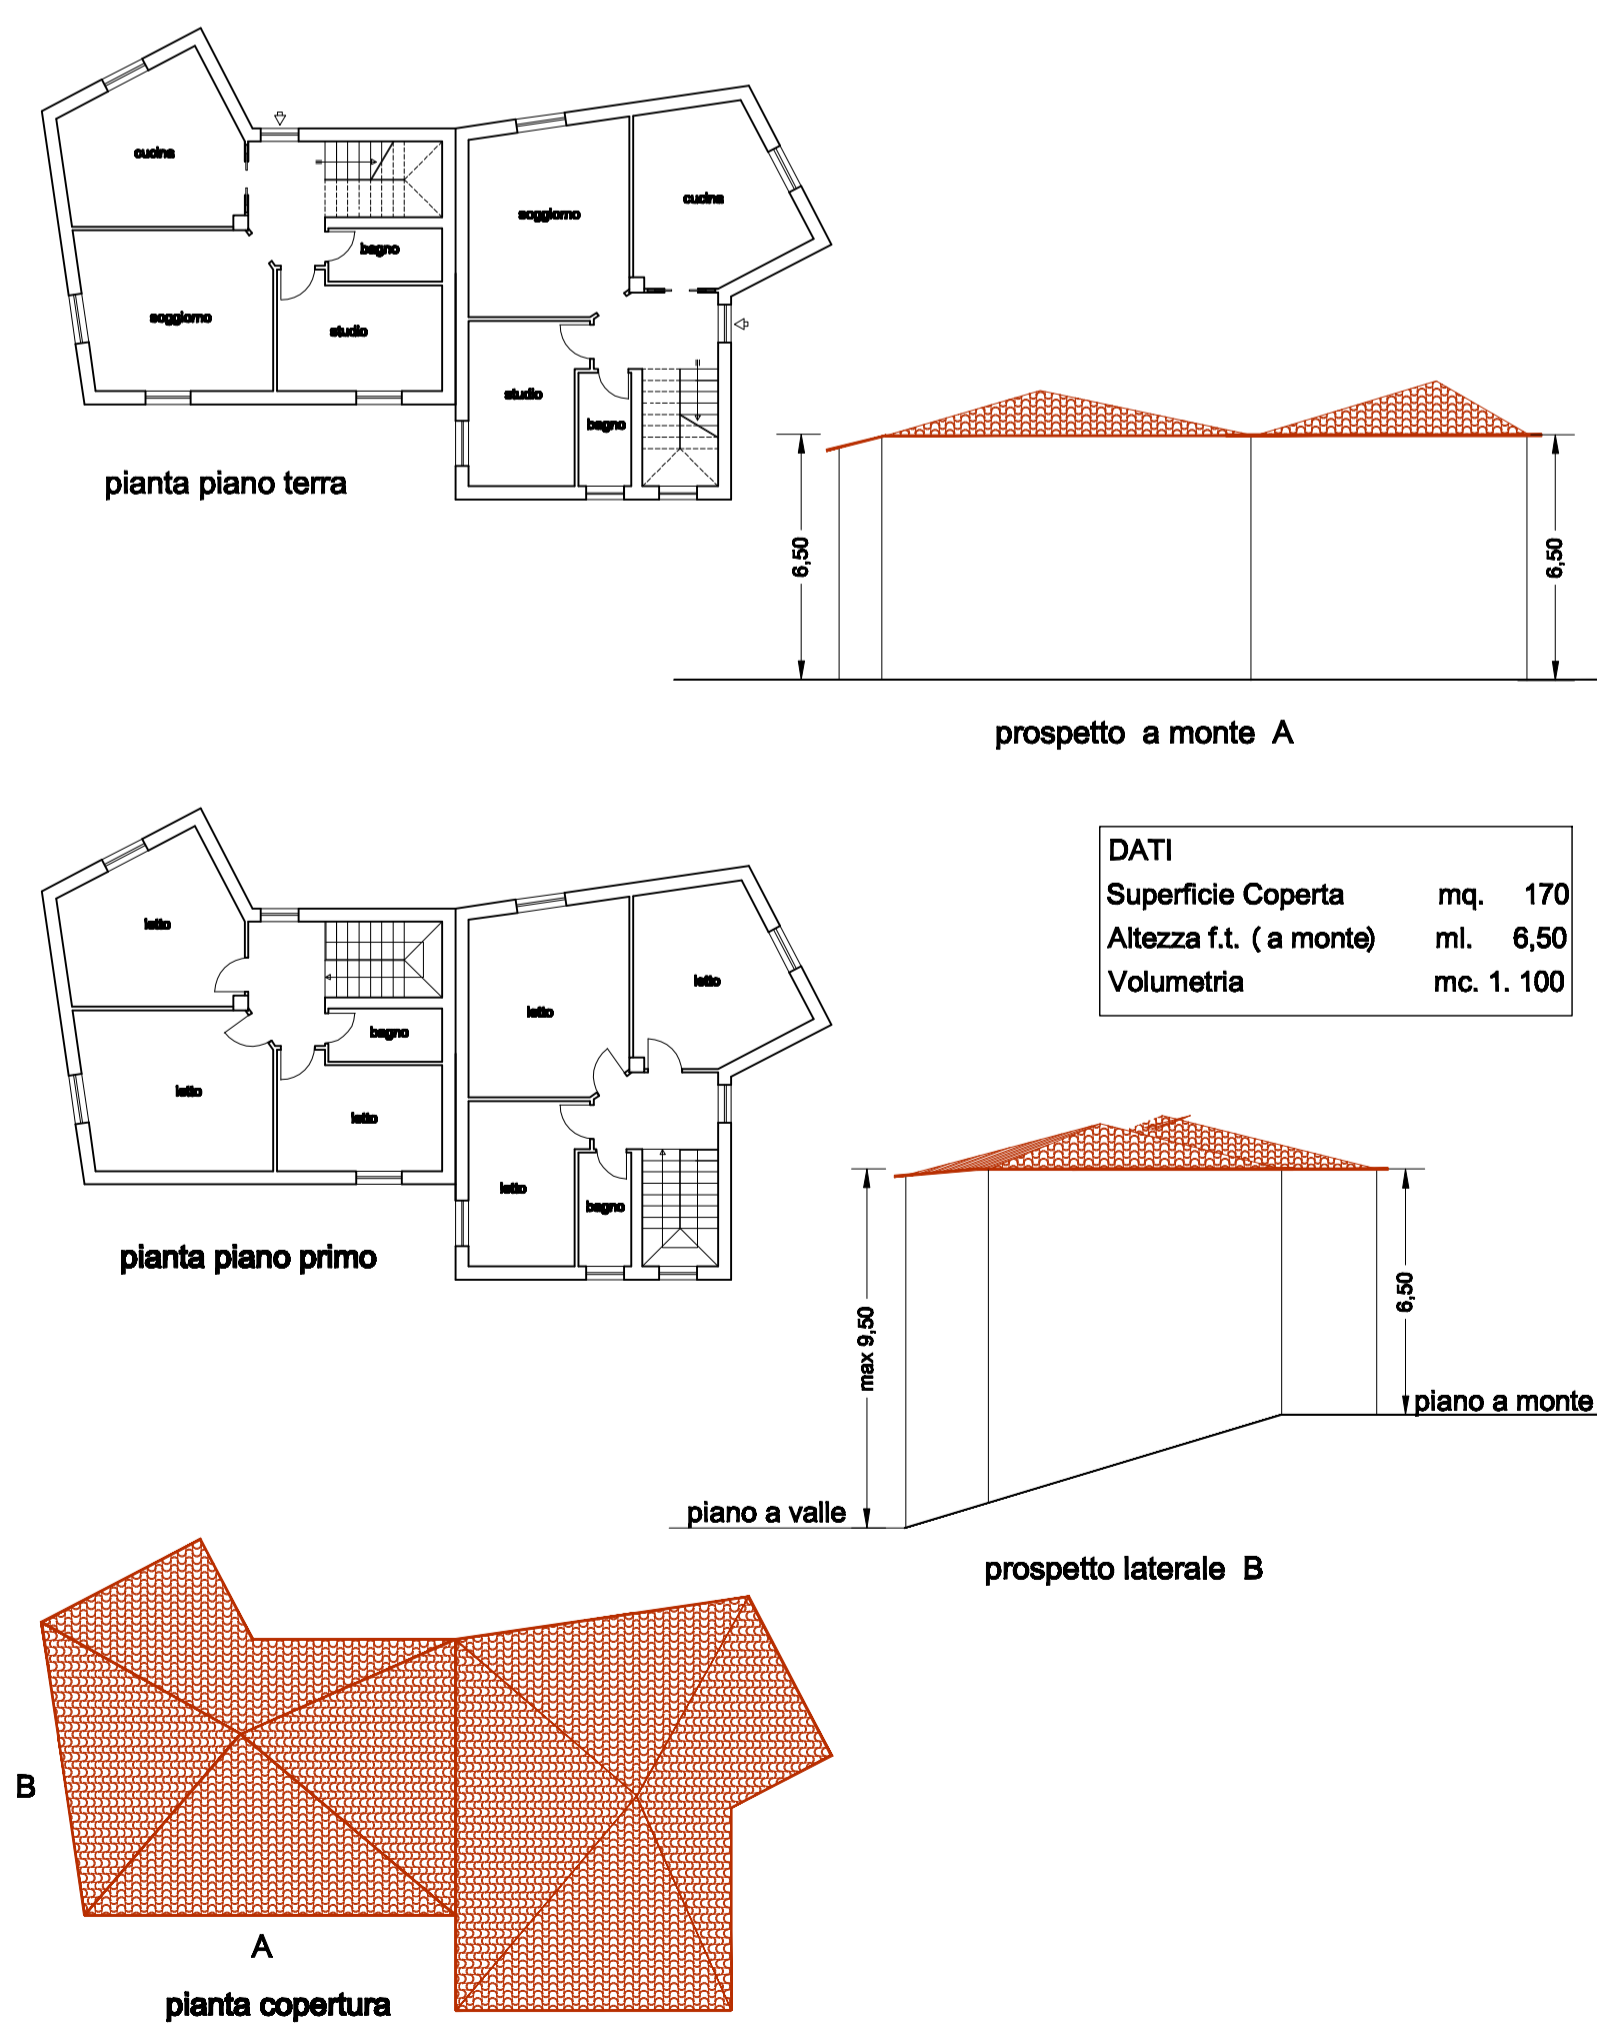 cucina
soggiorno
bagno
studio
soggiorno
cucina
studio
bagno
pianta piano terra
6,50
6,50
prospetto a monte A
letto
letto
bagno
letto
letto
letto
letto
bagno
pianta piano primo
DATI
Superficie Coperta mq. 170
Altezza f.t. ( a monte) ml. 6,50
Volumetria mc. 1. 100
max 9,50
6,50
piano a monte
piano a valle
prospetto laterale B
B
A
pianta copertura